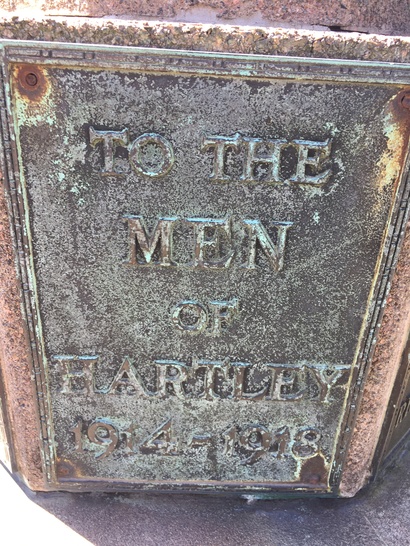 TO THE
MEN
OF
HARTLEY
1914-1918